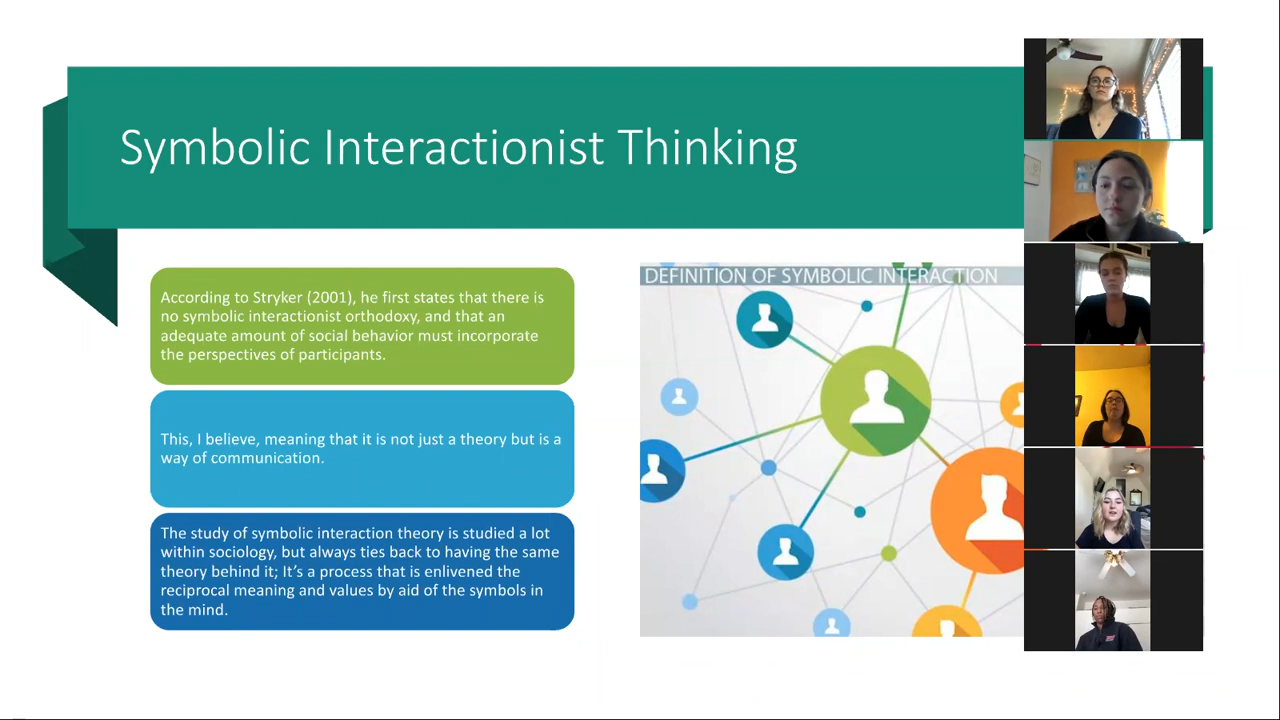 Symbolic Interactionist Thinking
According to Stryker (2001), he first states that there is
no symbolic interactionist orthodoxy, and that an
adequate amount of social behavior must incorporate
the perspectives of participants.
This, I believe, meaning that it is not just a theory but is a
way of communication.
The study of symbolic interaction theory is studied a lot
within sociology, but always ties back to having the same
theory behind it; It's a process that is enlivened the
reciprocal meaning and values by aid of the symbols in
the mind.
DEFINITION OF SYMBOLIC INTERACTION